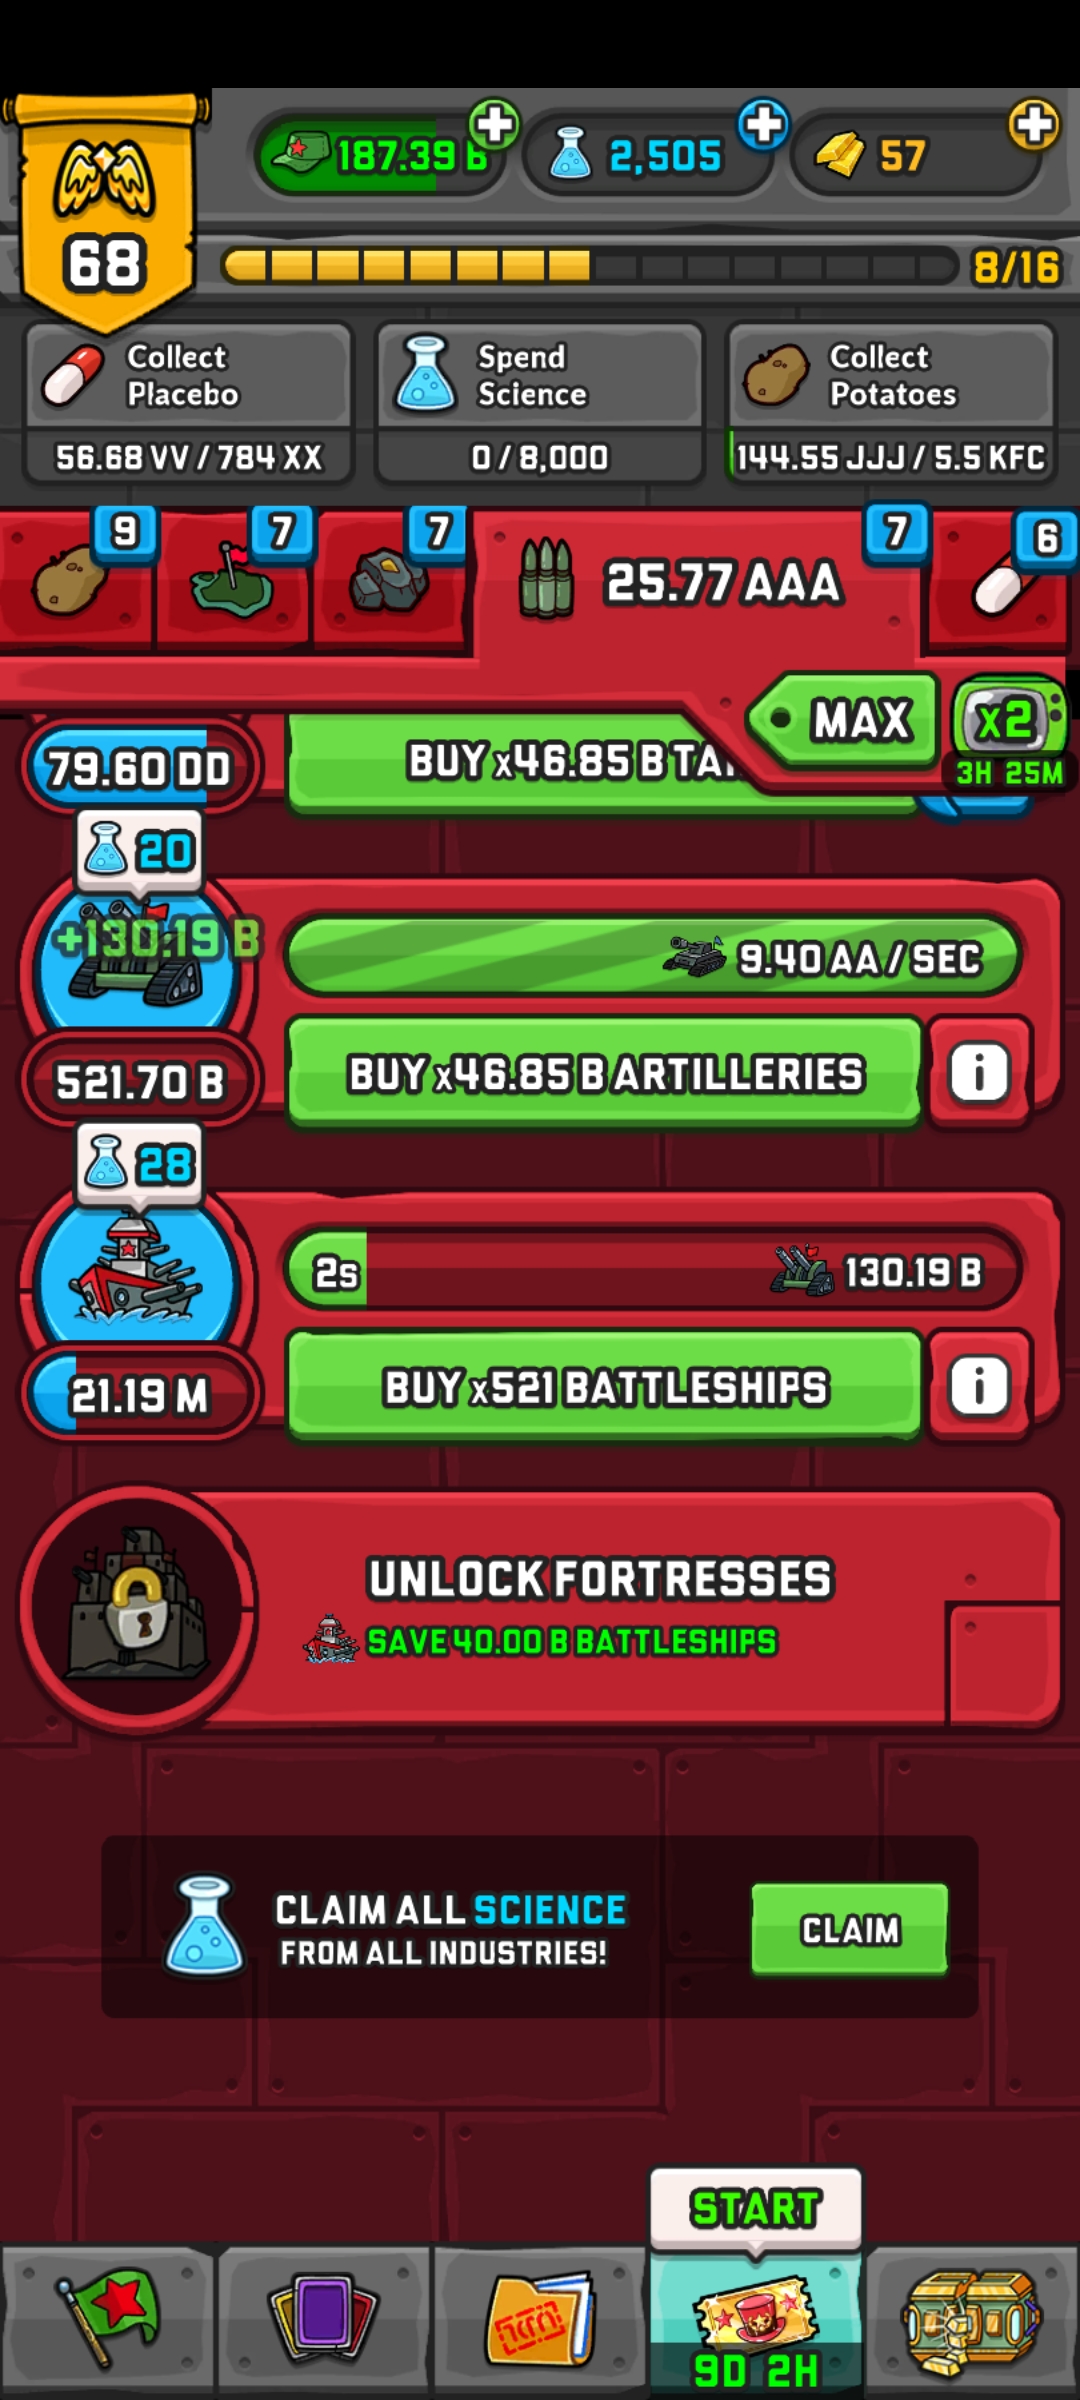 187.39 B
2,505
57
68
8/16
Collect
Placebo
56.68 VV / 784 XX
Spend
Science
0 / 8,000
Collect
Potatoes
144.55 JJJ / 5.5 KFC
9
7
7
25.77 AAA
7
6
MAX
x2
3H 25M
79.60 DD
BUY x46.85 B
20
+130.19 B
9.40 AA / SEC
521.70 B
BUY x46.85 B ARTILLERIES
i
28
2s
130.19 B
21.19 M
BUY x521 BATTLESHIPS
i
UNLOCK FORTRESSES
SAVE 40.00 B BATTLESHIPS
CLAIM ALL SCIENCE
FROM ALL INDUSTRIES!
CLAIM
START
9D 2H